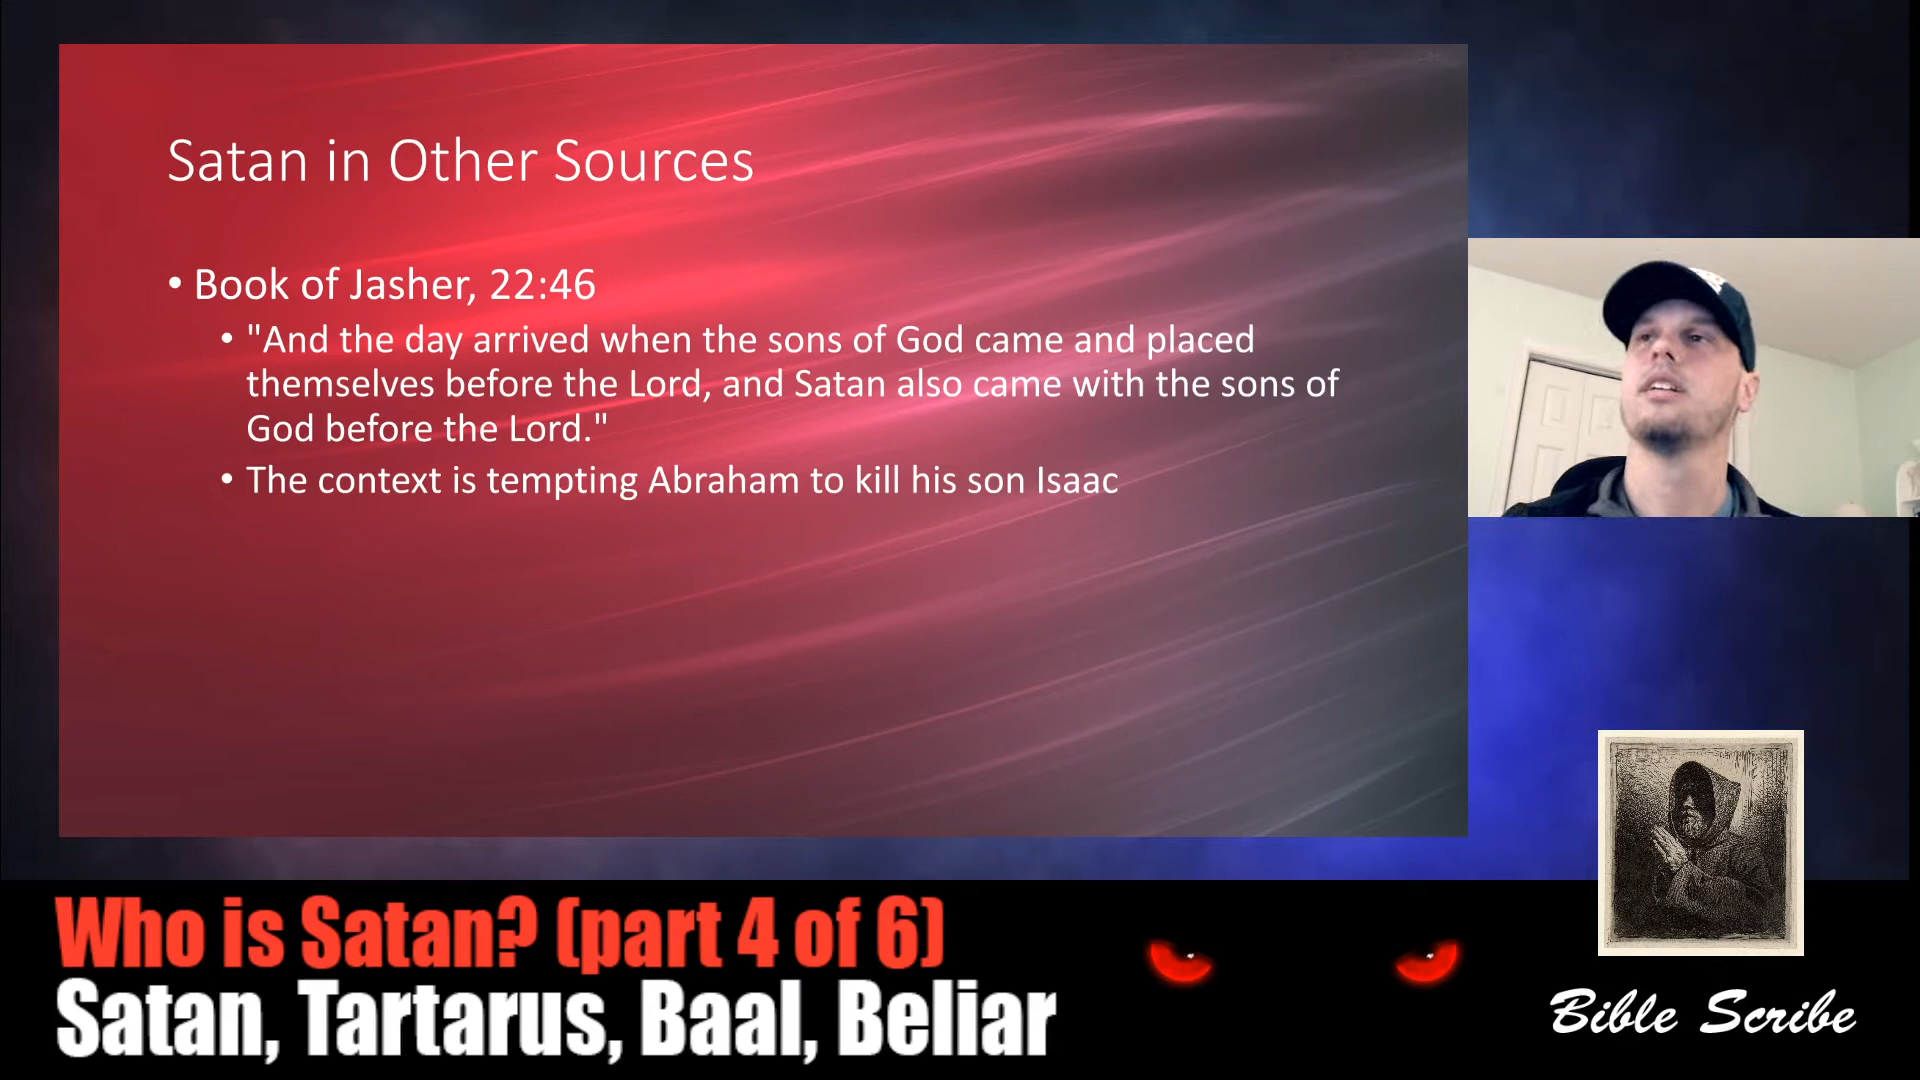 Satan in Other Sources
• Book of Jasher, 22:46
• "And the day arrived when the sons of God came and placed
themselves before the Lord, and Satan also came with the sons of
God before the Lord."
• The context is tempting Abraham to kill his son Isaac
Who is Satan? (part 4 of 6)
Satan, Tartarus, Baal, Beliar
Bible Scribe